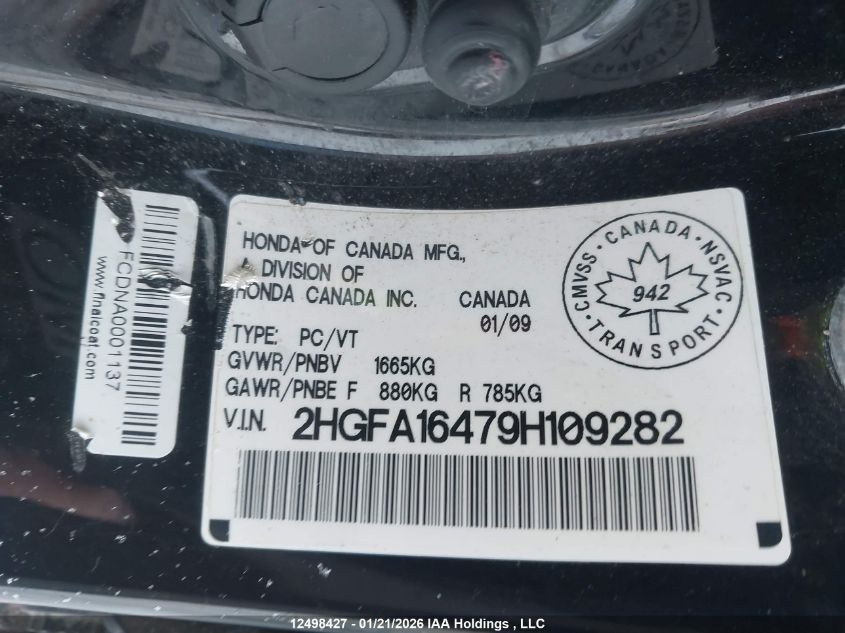 FCDNA0001137
www.finalcoat.com
HONDA OF CANADA MFG.,
A DIVISION OF
HONDA CANADA INC. CANADA
01/09
TYPE: PC/VT
GVWR/PNBV 1665KG
GAWR/PNBE F 880KG R 785KG
V.I.N. 2HGFA16479H109282
CMVSS · CANADA · NSVAC · TRANSPORT ·
942
12498427 - 01/21/2026 IAA Holdings , LLC